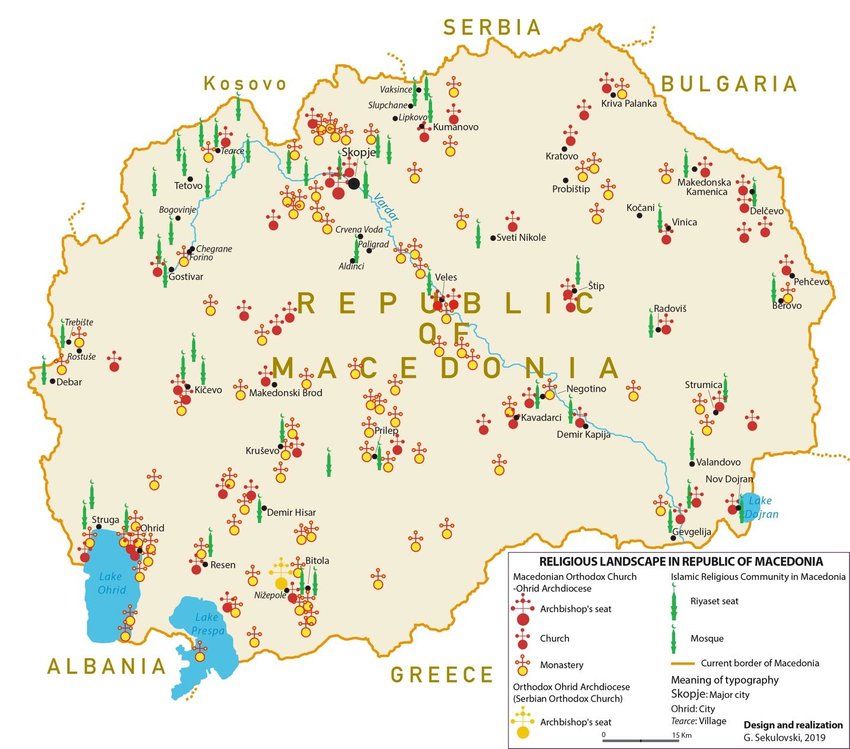 SERBIA
Kosovo
BULGARIA
Vaksince
Slupchane
Lipkovo
Kumanovo
Kriva Palanka
Tearce
Skopje
Kratovo
Tetovo
Probištip
Makedonska
Kamenica
Bogovinje
Vardar
Kočani
Delčevo
Vinica
Crvena Voda
Sveti Nikole
Chegrane
Forino
Paligrad
Aldinci
Gostivar
Veles
Štip
Pehčevo
Berovo
REPUBLIC
OF
MACEDONIA
Radoviš
Trebište
Rostuše
Debar
Kičevo
Makedonski Brod
Negotino
Strumica
Kavadarci
Demir Kapija
Prilep
Kruševo
Valandovo
Nov Dojran
Lake
Dojran
Demir Hisar
Struga
Ohrid
Gevgelija
Resen
Bitola
Nižepole
Lake
Ohrid
Lake
Prespa
ALBANIA
GREECE
RELIGIOUS LANDSCAPE IN REPUBLIC OF MACEDONIA
Macedonian Orthodox Church
-Ohrid Archdiocese
Archbishop's seat
Church
Monastery
Orthodox Ohrid Archdiocese
(Serbian Orthodox Church)
Archbishop's seat
Islamic Religious Community in Macedonia
Riyaset seat
Mosque
Current border of Macedonia
Meaning of typography
Skopje: Major city
Ohrid: City
Tearce: Village
Design and realization
G. Sekulovski, 2019
0 15 Km